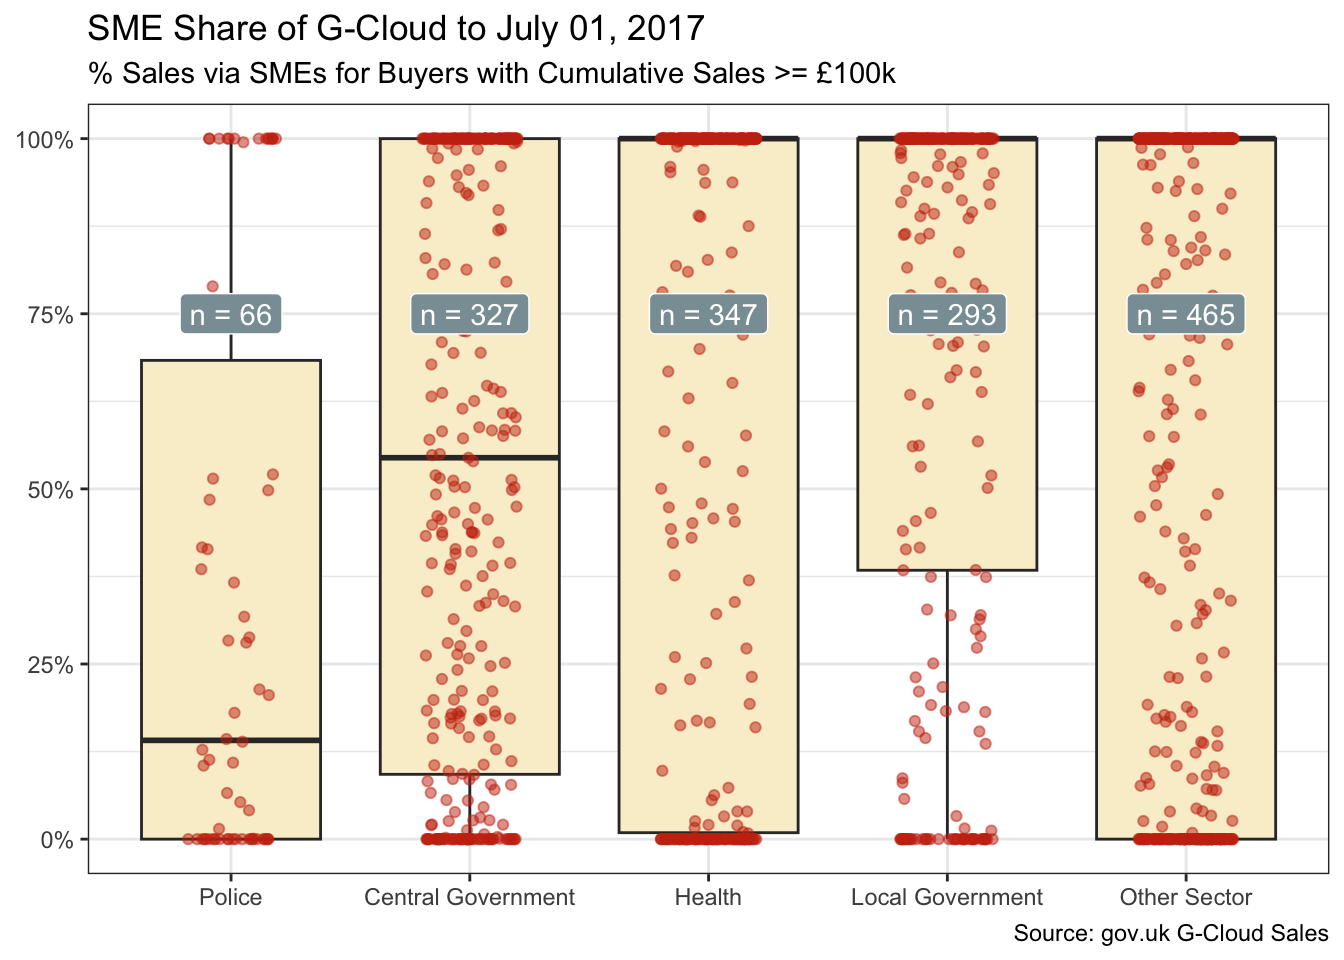 SME Share of G-Cloud to July 01, 2017
% Sales via SMEs for Buyers with Cumulative Sales >= £100k
100%
75%
50%
25%
0%
n = 66
n = 327
n = 347
n = 293
n = 465
Police
Central Government
Health
Local Government
Other Sector
Source: gov.uk G-Cloud Sales